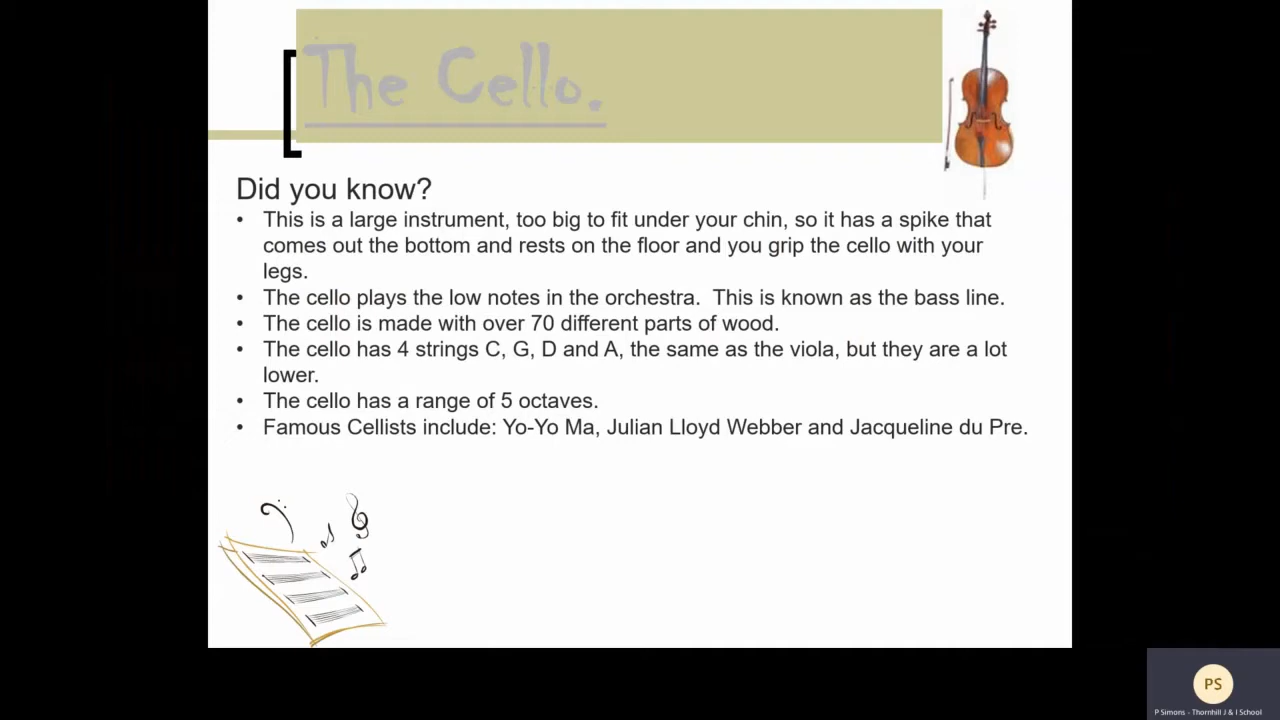 The Cello.
Did you know?
• This is a large instrument, too big to fit under your chin, so it has a spike that
comes out the bottom and rests on the floor and you grip the cello with your
legs.
• The cello plays the low notes in the orchestra.  This is known as the bass line.
• The cello is made with over 70 different parts of wood.
• The cello has 4 strings C, G, D and A, the same as the viola, but they are a lot
lower.
• The cello has a range of 5 octaves.
• Famous Cellists include: Yo-Yo Ma, Julian Lloyd Webber and Jacqueline du Pre.
PS
P Simons - Thornhill J & I School